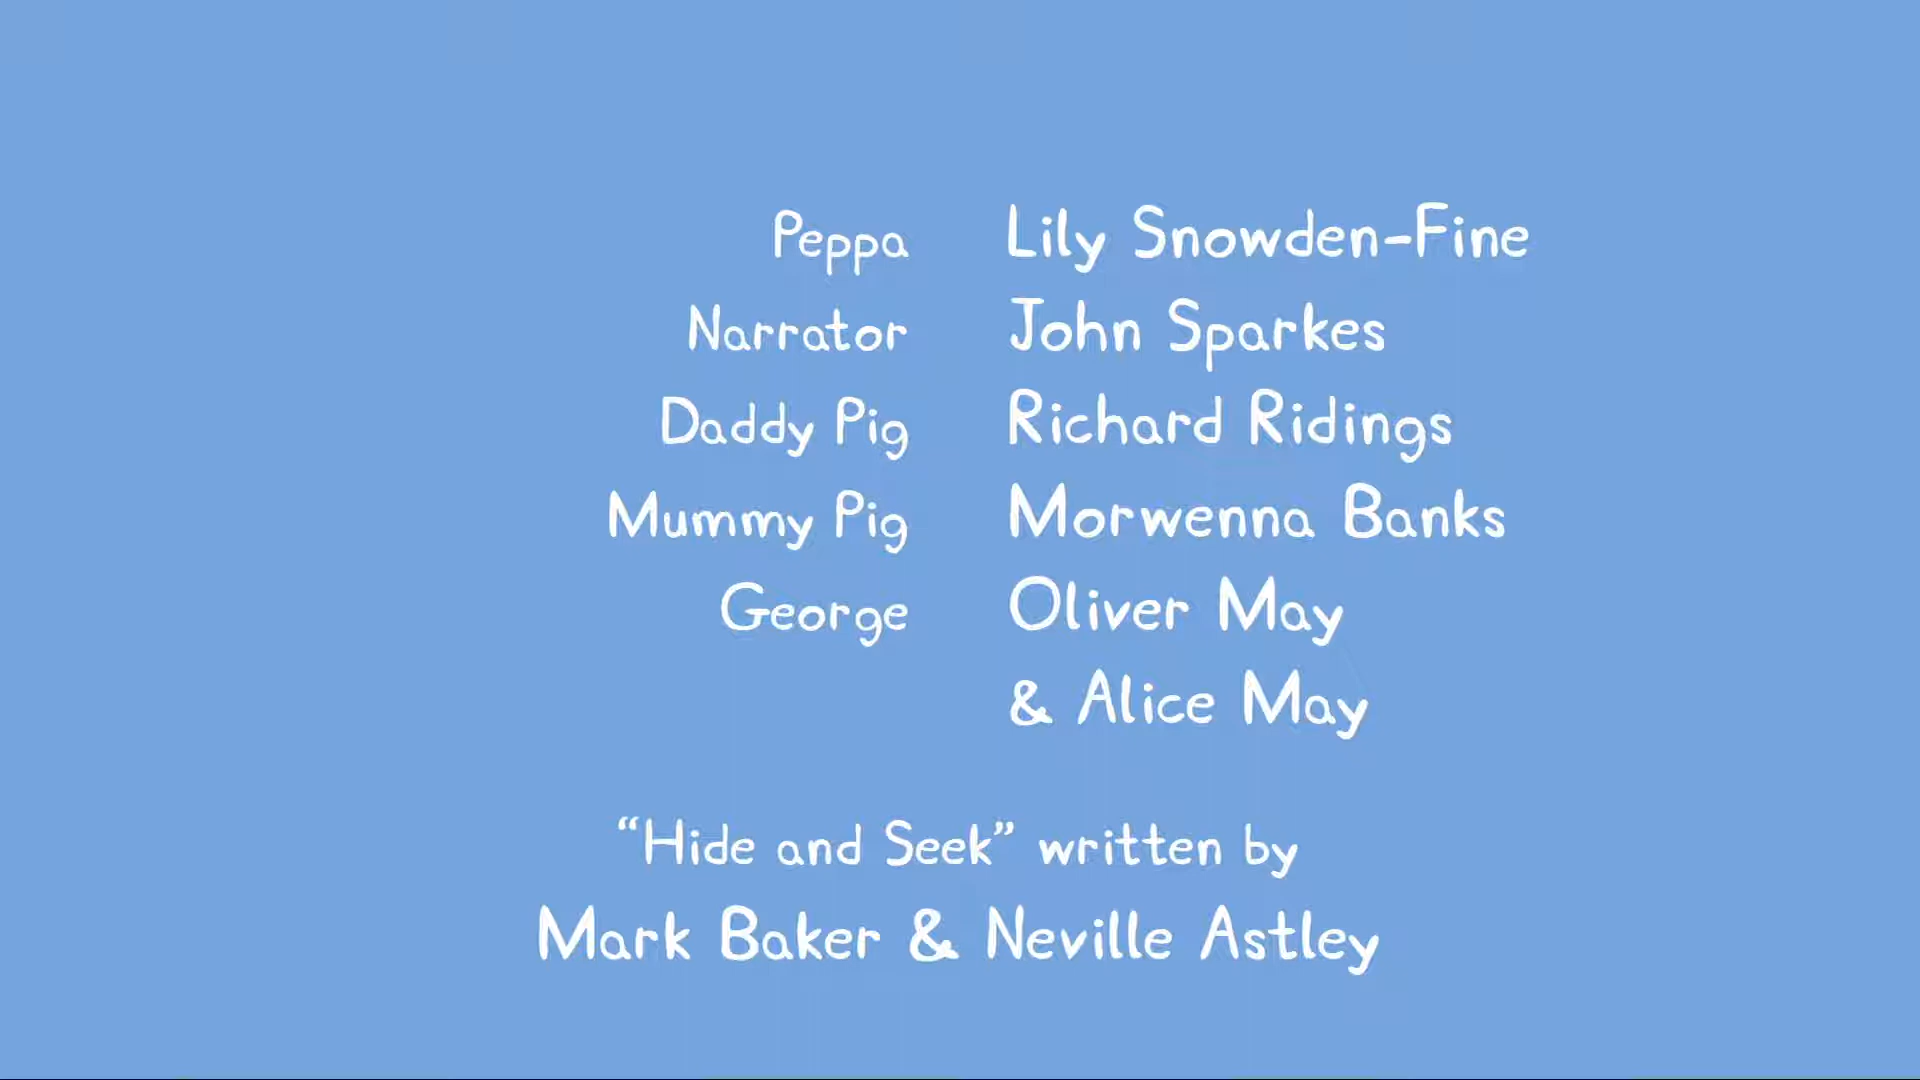 Peppa Lily Snowden-Fine
Narrator John Sparkes
Daddy Pig Richard Ridings
Mummy Pig Morwenna Banks
George Oliver May
& Alice May
“Hide and Seek” written by
Mark Baker & Neville Astley